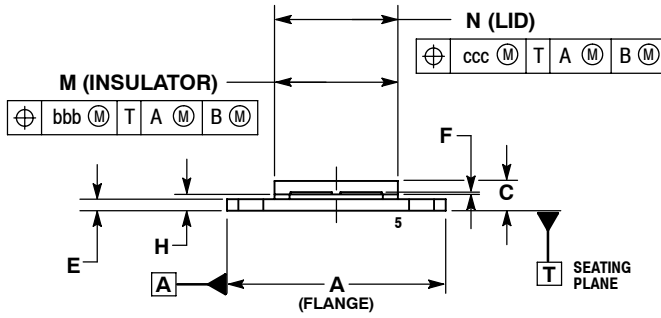 N (LID)
⌖ ccc Ⓜ T A Ⓜ B Ⓜ
M (INSULATOR)
⌖ bbb Ⓜ T A Ⓜ B Ⓜ
F
C
E
H
5
A
A
(FLANGE)
T SEATING
PLANE